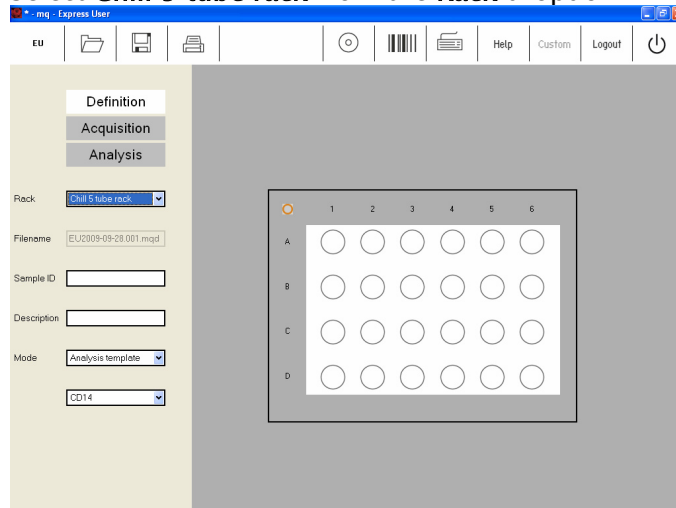 * - mq - Express User
EU Help Custom Logout
Definition
Acquisition
Analysis
Rack Chill 5 tube rack
Filename EU2009-09-28.001.mqd
Sample ID
Description
Mode Analysis template
CD14
1 2 3 4 5 6
A
B
C
D